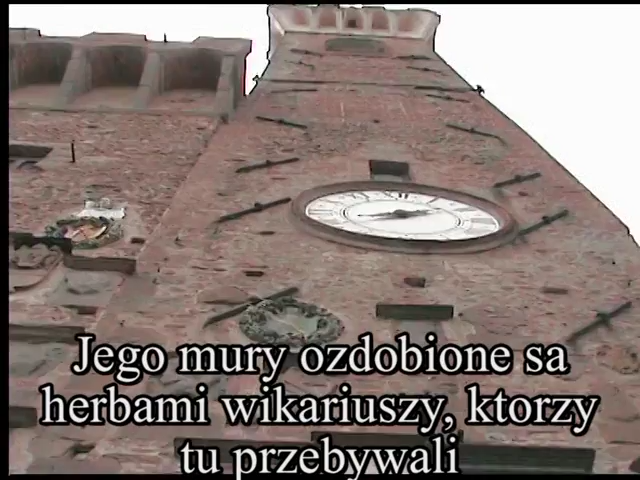 Jego mury ozdobione sa
herbami wikariuszy, ktorzy
tu przebywali